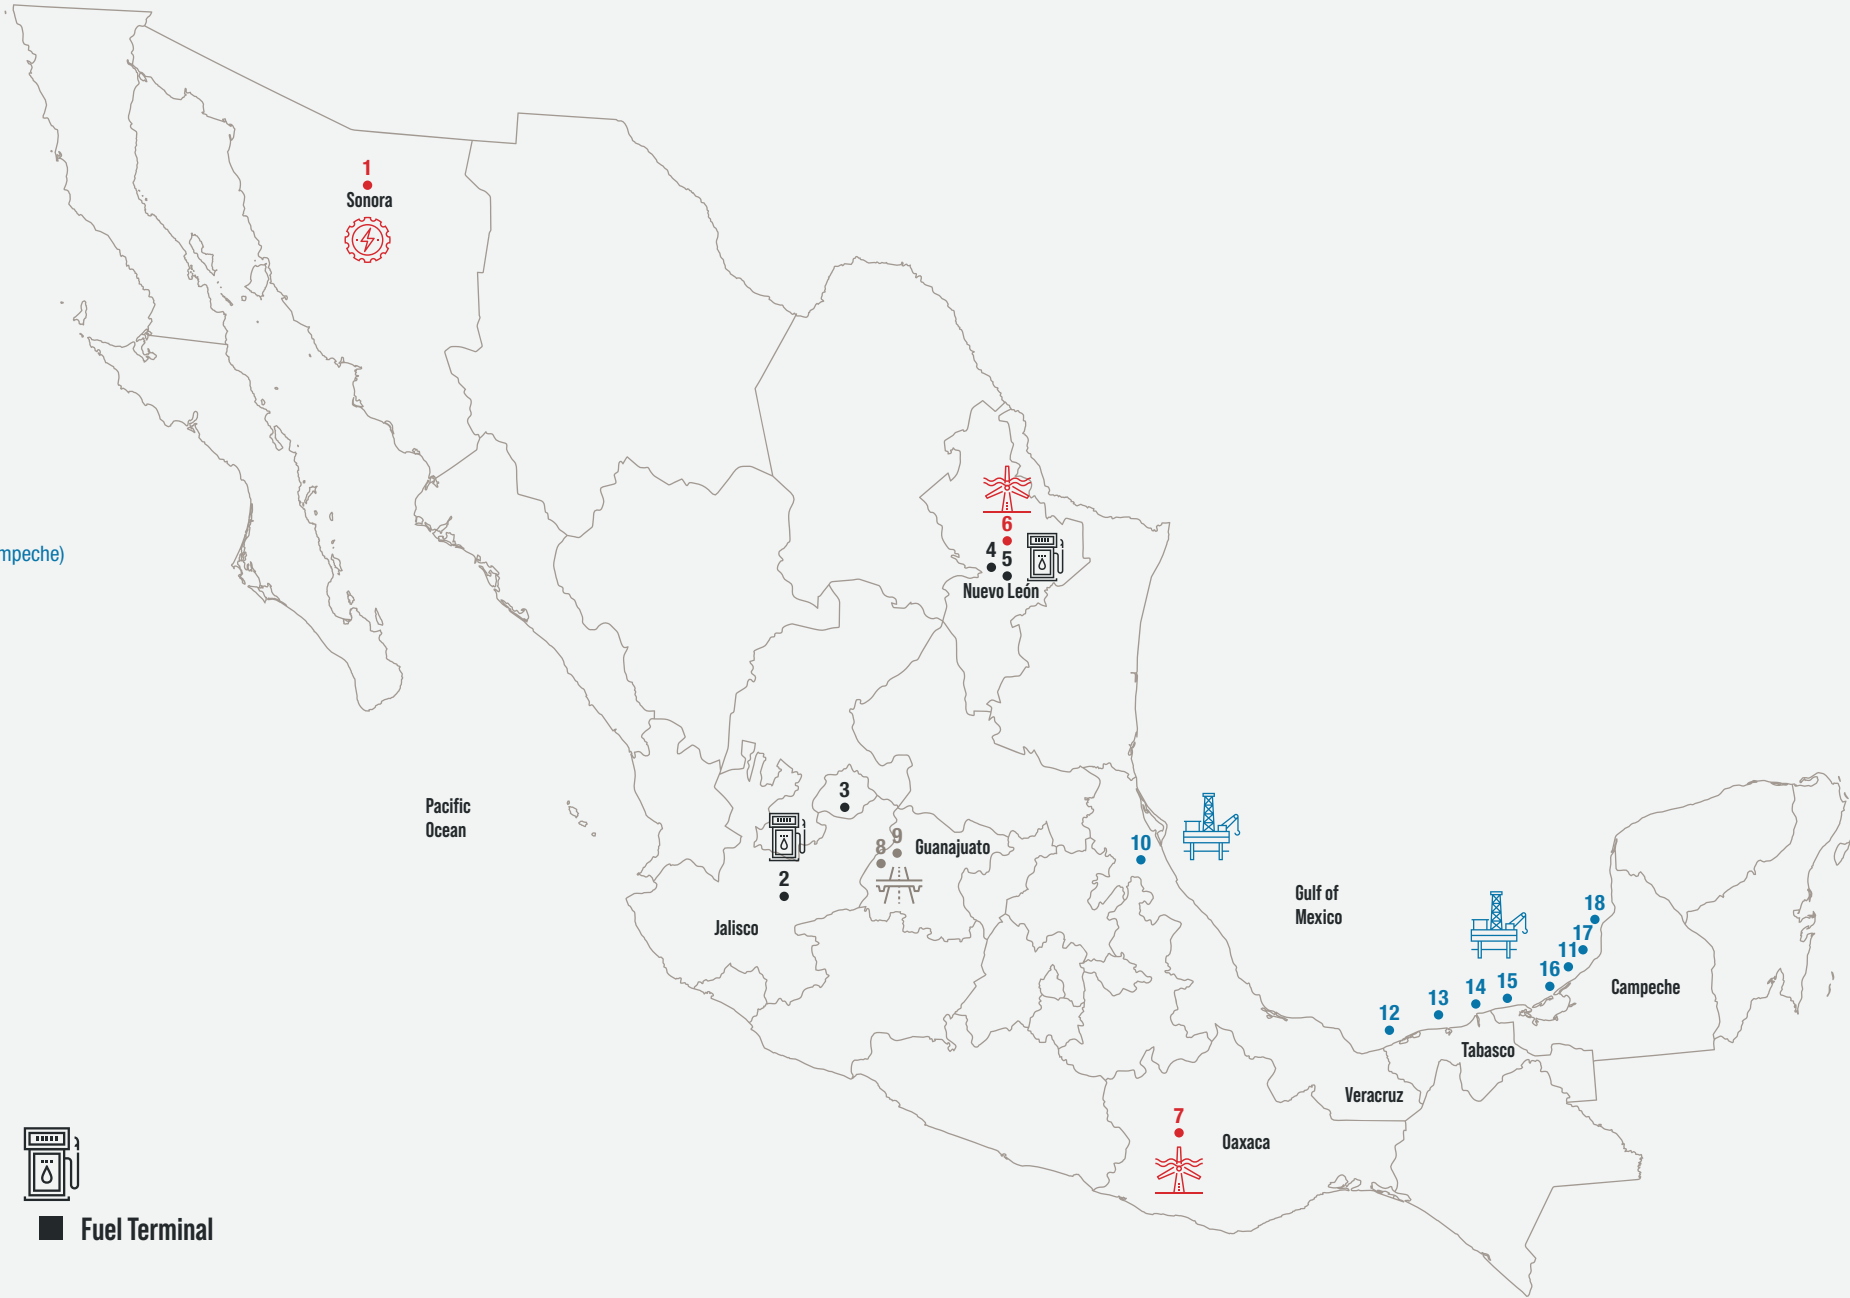 1
Sonora
6
4
5
Nuevo León
mpeche)
3
Pacific
Ocean
8
9
Guanajuato
10
2
Jalisco
Gulf of
Mexico
18
17
11
16
15
14
13
12
Campeche
Tabasco
Veracruz
7
Oaxaca
Fuel Terminal